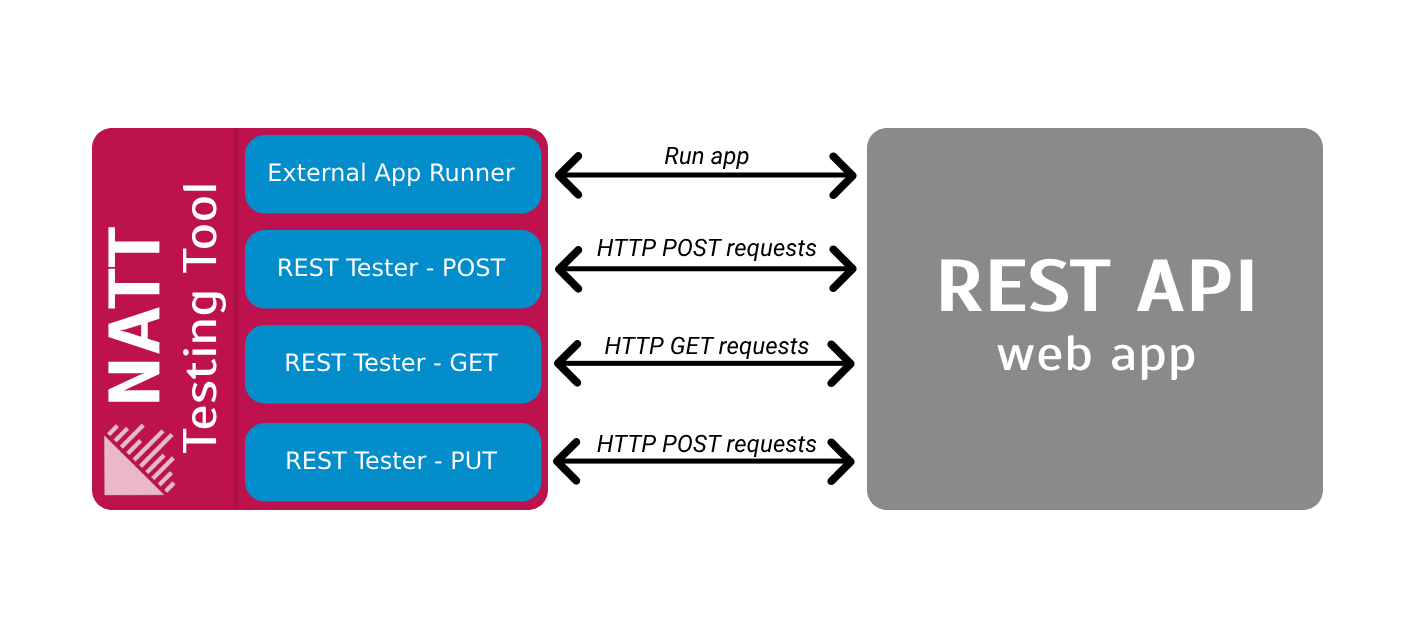 NATT
Testing Tool
External App Runner
REST Tester - POST
REST Tester - GET
REST Tester - PUT
Run app
HTTP POST requests
HTTP GET requests
HTTP POST requests
REST API
web app